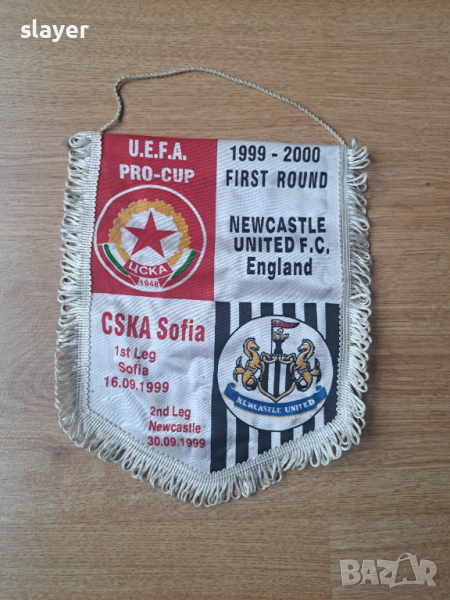 slayer
U.E.F.A.
PRO-CUP
ЦСКА
1948
1999 - 2000
FIRST ROUND
NEWCASTLE
UNITED F.C.
England
CSKA Sofia
1st Leg
Sofia
16.09.1999
2nd Leg
Newcastle
30.09.1999
NEWCASTLE UNITED
BAZAR